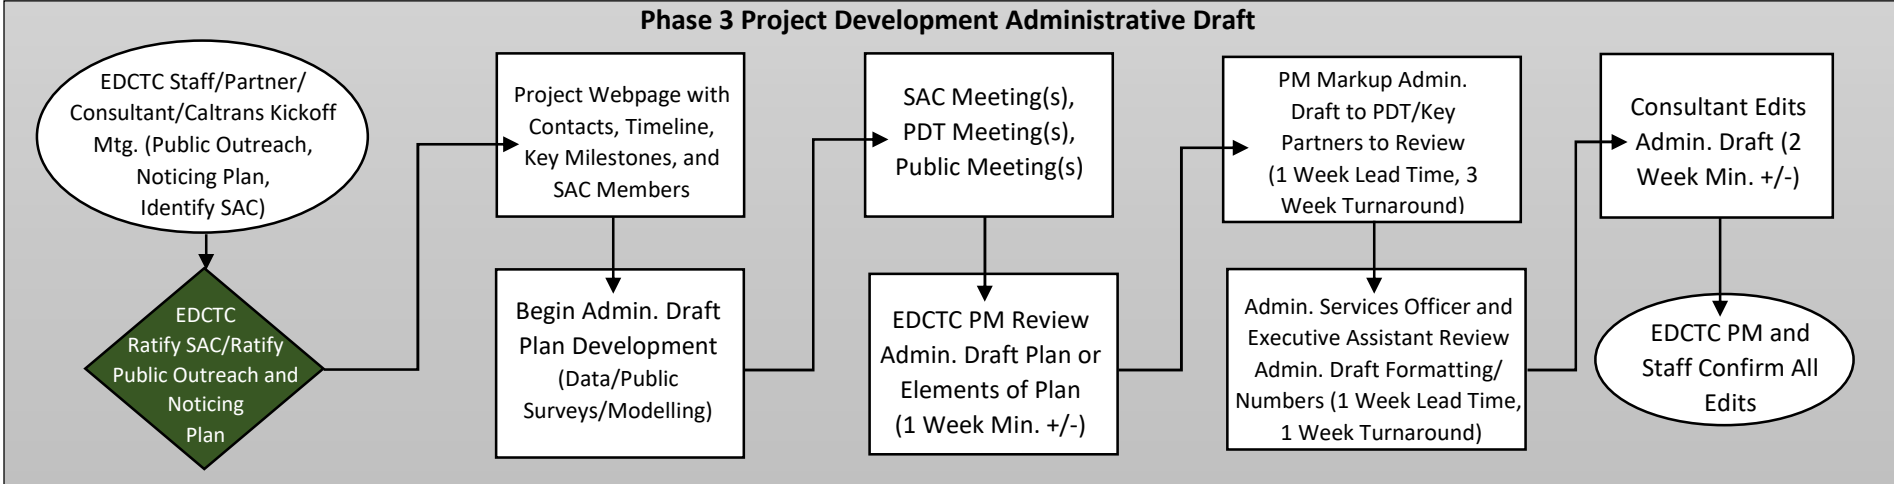 Phase 3 Project Development Administrative Draft
EDCTC Staff/Partner/
Consultant/Caltrans Kickoff
Mtg. (Public Outreach,
Noticing Plan,
Identify SAC)
EDCTC
Ratify SAC/Ratify
Public Outreach and
Noticing
Plan
Project Webpage with
Contacts, Timeline,
Key Milestones, and
SAC Members
Begin Admin. Draft
Plan Development
(Data/Public
Surveys/Modelling)
SAC Meeting(s),
PDT Meeting(s),
Public Meeting(s)
EDCTC PM Review
Admin. Draft Plan or
Elements of Plan
(1 Week Min. +/-)
PM Markup Admin.
Draft to PDT/Key
Partners to Review
(1 Week Lead Time, 3
Week Turnaround)
Admin. Services Officer and
Executive Assistant Review
Admin. Draft Formatting/
Numbers (1 Week Lead Time,
1 Week Turnaround)
Consultant Edits
Admin. Draft (2
Week Min. +/-)
EDCTC PM and
Staff Confirm All
Edits